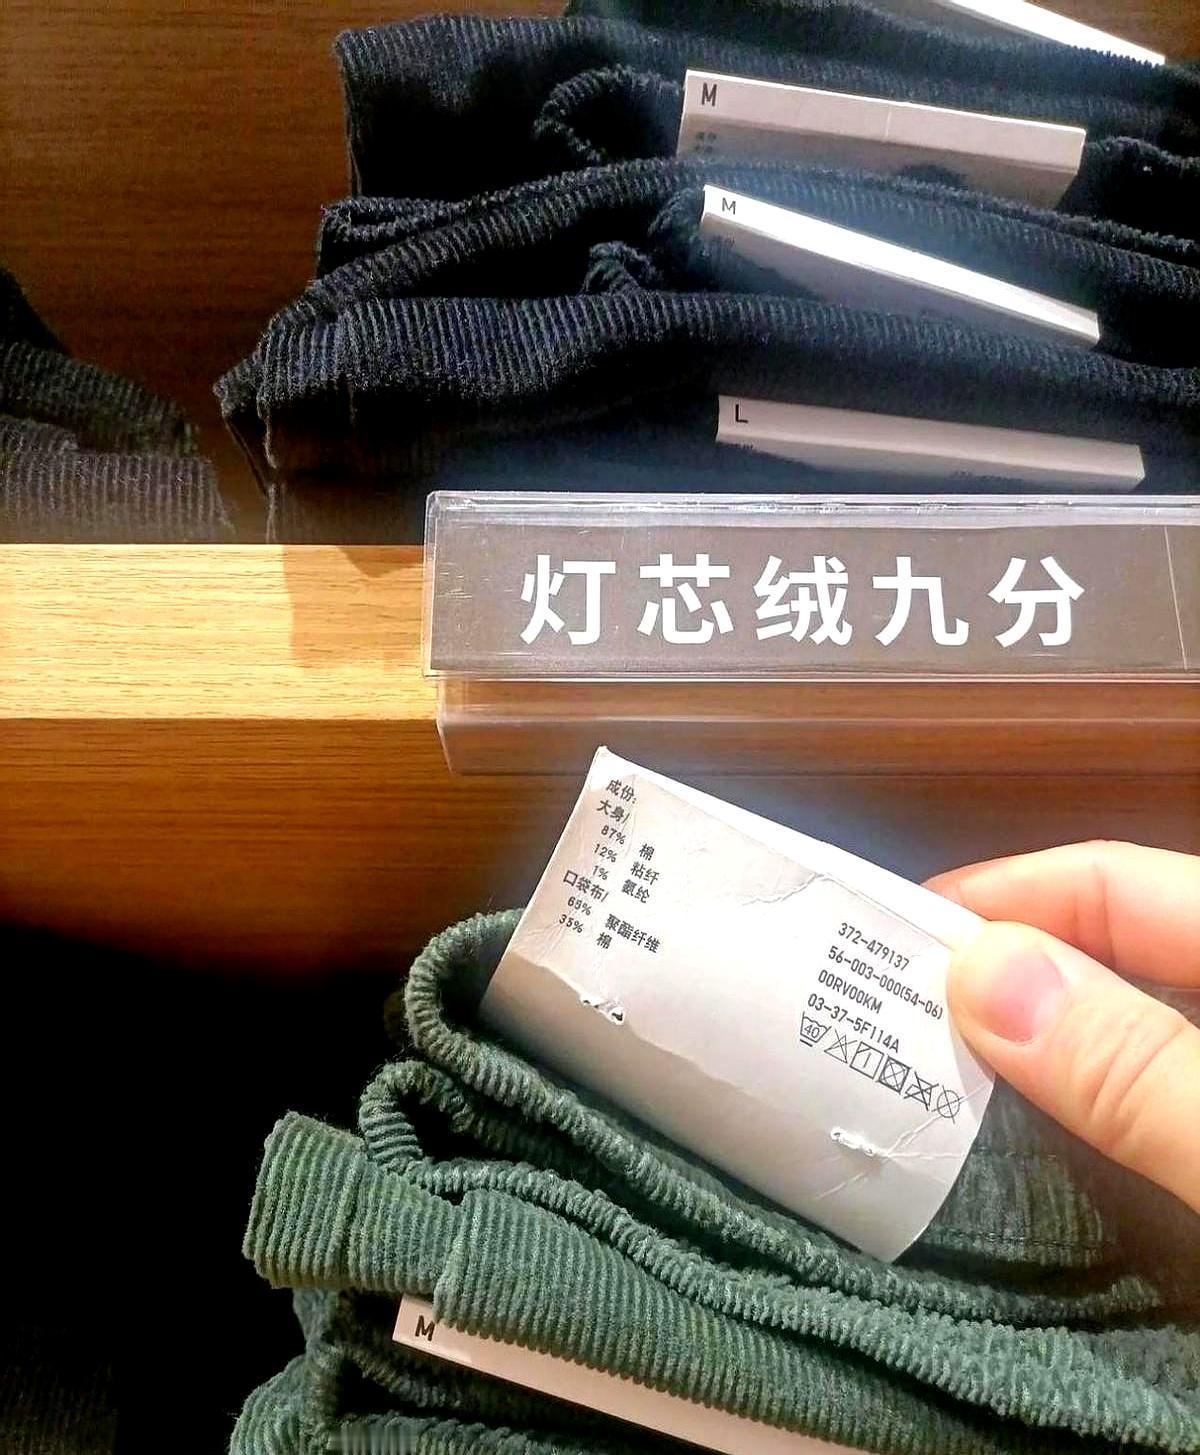 M
M
L
灯芯绒九分
成份:
大身/
87% 棉
12% 粘纤
1% 氨纶
口袋布/
65% 聚酯纤维
35% 棉
372-479137
56-003-000(54-06)
00RV00KM
03-37-5F114A
40
M